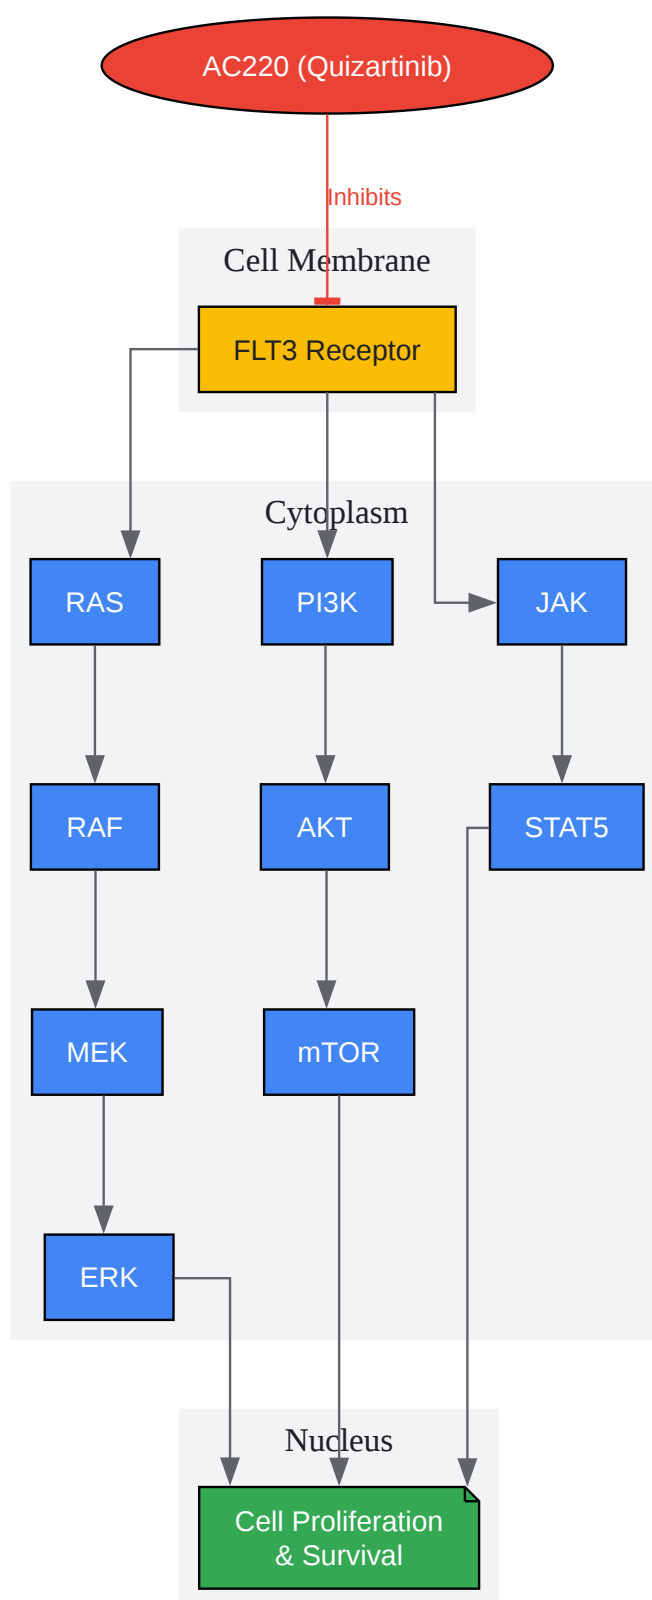 AC220 (Quizartinib)
Inhibits
Cell Membrane
FLT3 Receptor
Cytoplasm
RAS
PI3K
JAK
RAF
AKT
STAT5
MEK
mTOR
ERK
Nucleus
Cell Proliferation
& Survival